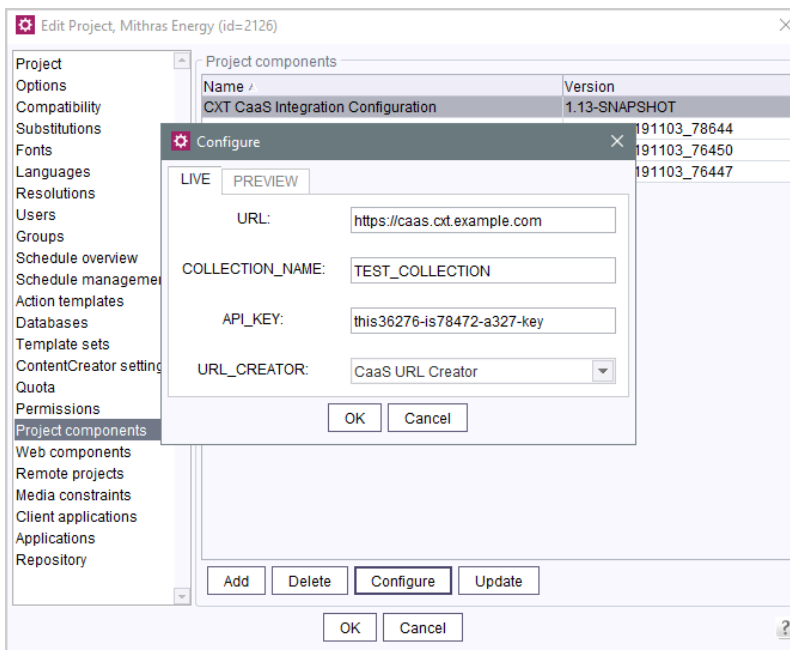 Edit Project, Mithras Energy (id=2126)
Project
Options
Compatibility
Substitutions
Fonts
Languages
Resolutions
Users
Groups
Schedule overview
Schedule managemen
Action templates
Databases
Template sets
ContentCreator setting
Quota
Permissions
Project components
Web components
Remote projects
Media constraints
Client applications
Applications
Repository
Project components
Name Version
CXT CaaS Integration Configuration 1.13-SNAPSHOT
191103_78644
191103_76450
191103_76447
Configure
LIVE PREVIEW
URL: https://caas.cxt.example.com
COLLECTION_NAME: TEST_COLLECTION
API_KEY: this36276-is78472-a327-key
URL_CREATOR: CaaS URL Creator
OK Cancel
Add Delete Configure Update
OK Cancel
?